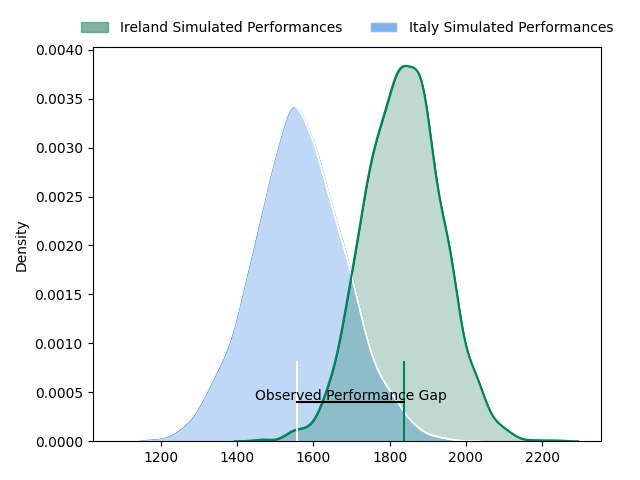 Ireland Simulated Performances Italy Simulated Performances
0.0040
0.0035
0.0030
0.0025
0.0020
0.0015
0.0010
0.0005
0.0000
Density
Observed Performance Gap
1200 1400 1600 1800 2000 2200